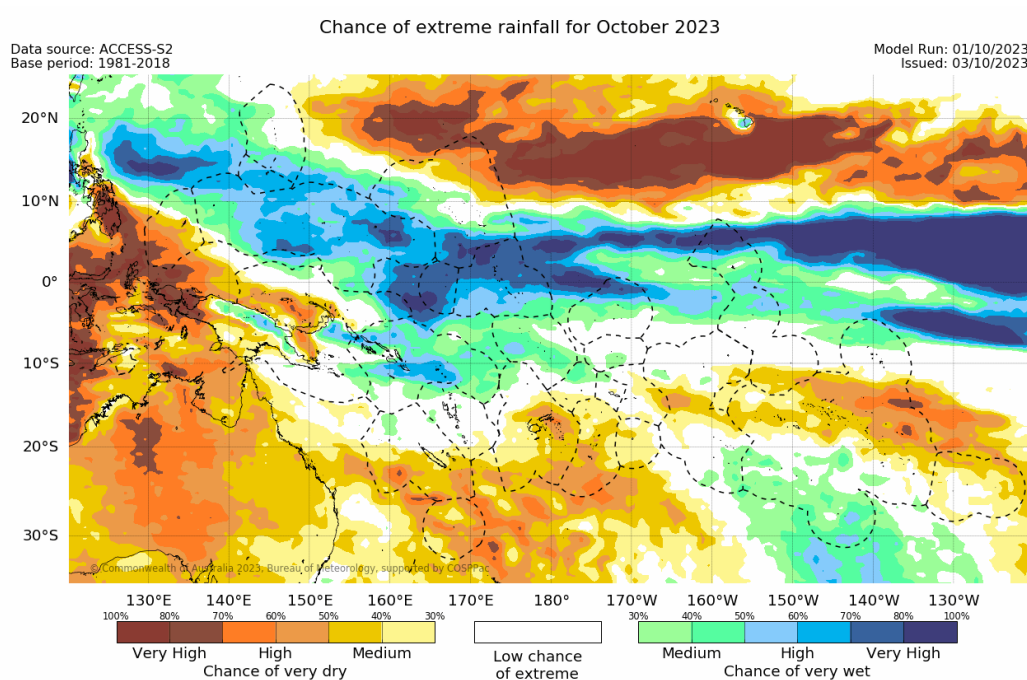 Chance of extreme rainfall for October 2023
Data source: ACCESS-S2
Base period: 1981-2018
Model Run: 01/10/2023
Issued: 03/10/2023
20°N
10°N
0°
10°S
20°S
30°S
© Commonwealth of Australia 2023, Bureau of Meteorology, supported by COSPPac
130°E 140°E 150°E 160°E 170°E 180° 170°W 160°W 150°W 140°W 130°W
100% 80% 70% 60% 50% 40% 30%
Very High High Medium
Chance of very dry
Low chance
of extreme
30% 40% 50% 60% 70% 80% 100%
Medium High Very High
Chance of very wet